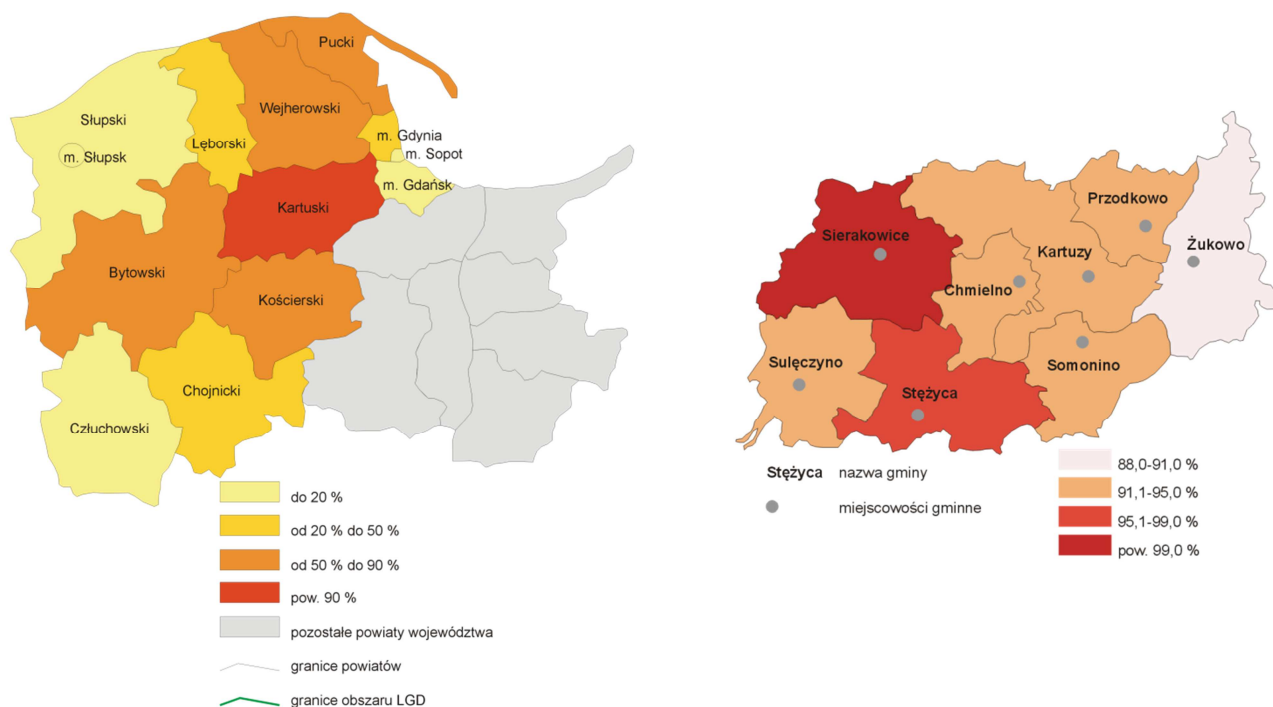 Pucki
Słupski
Wejherowski
m. Gdynia
Lęborski
m. Słupsk
m. Sopot
m. Gdańsk
Kartuski
Bytowski
Kościerski
Chojnicki
Człuchowski
do 20 %
od 20 % do 50 %
od 50 % do 90 %
pow. 90 %
pozostałe powiaty województwa
granice powiatów
granice obszaru LGD
Przodkowo
Sierakowice
Żukowo
Kartuzy
Chmielno
Sulęczyno
Somonino
Stężyca
Stężyca nazwa gminy
miejscowości gminne
88,0-91,0 %
91,1-95,0 %
95,1-99,0 %
pow. 99,0 %